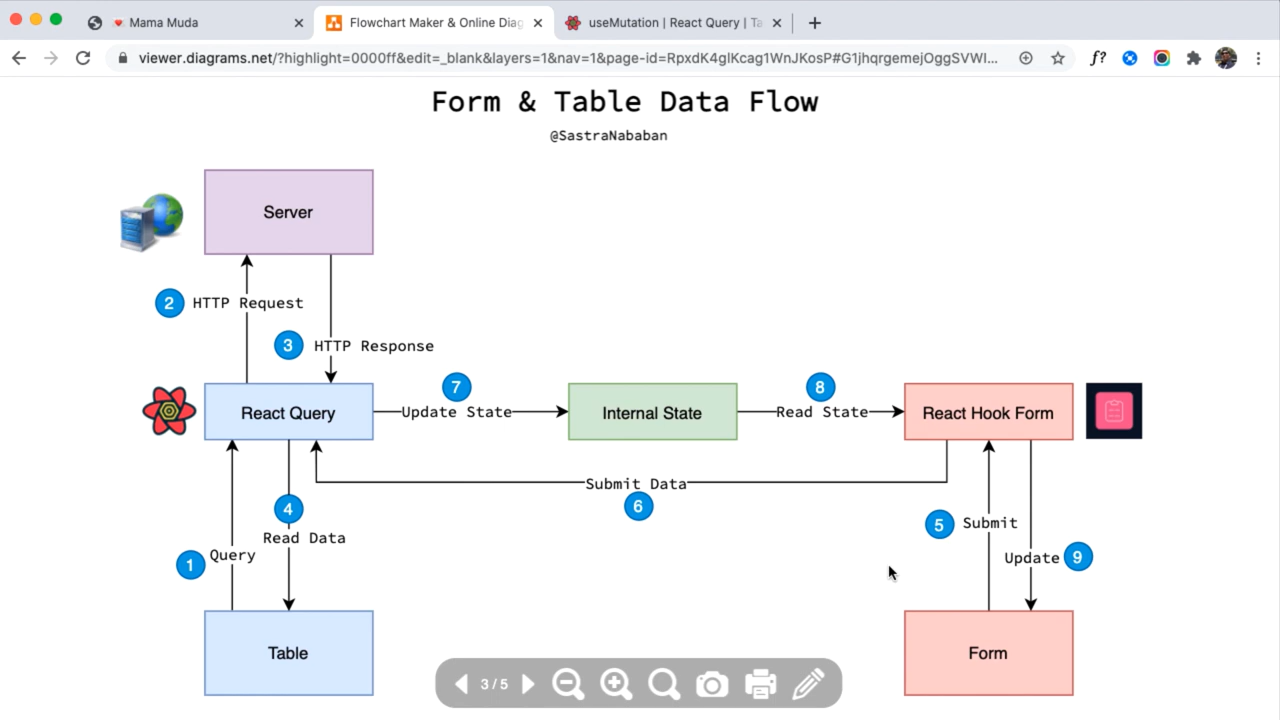 Mama Muda
Flowchart Maker & Online Diag
useMutation | React Query | Ta
viewer.diagrams.net/?highlight=0000ff&edit=_blank&layers=1&nav=1&page-id=RpxdK4glKcag1WnJKosP#G1jhqrgemejOggSVWI...
f?
Form & Table Data Flow
@SastraNababan
Server
2 HTTP Request
3 HTTP Response
React Query
7
Update State
Internal State
8
Read State
React Hook Form
Submit Data
6
4
Read Data
5 Submit
1 Query
Update 9
Table
Form
3 / 5